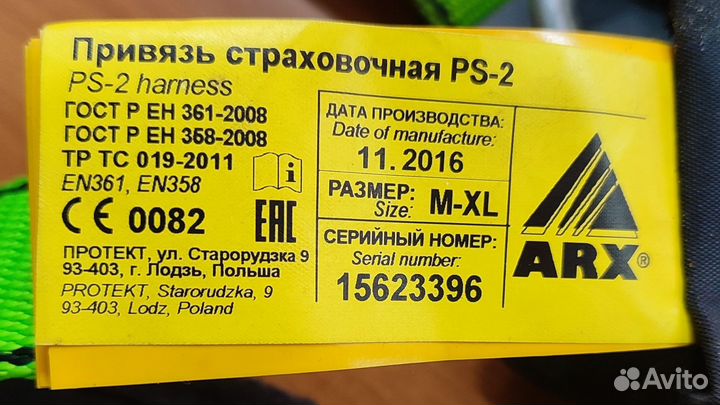 Привязь страховочная PS-2
PS-2 harness
ГОСТ Р ЕН 361-2008
ГОСТ Р ЕН 358-2008
ТР ТС 019-2011
EN361, EN358
CE 0082
EAC
ПРОТЕКТ, ул. Старорудзка 9
93-403, г. Лодзь, Польша
PROTEKT, Starorudzka, 9
93-403, Lodz, Poland
ДАТА ПРОИЗВОДСТВА:
Date of manufacture:
11.2016
РАЗМЕР:
Size:
M-XL
СЕРИЙНЫЙ НОМЕР:
Serial number:
15623396
ARX®
Avito